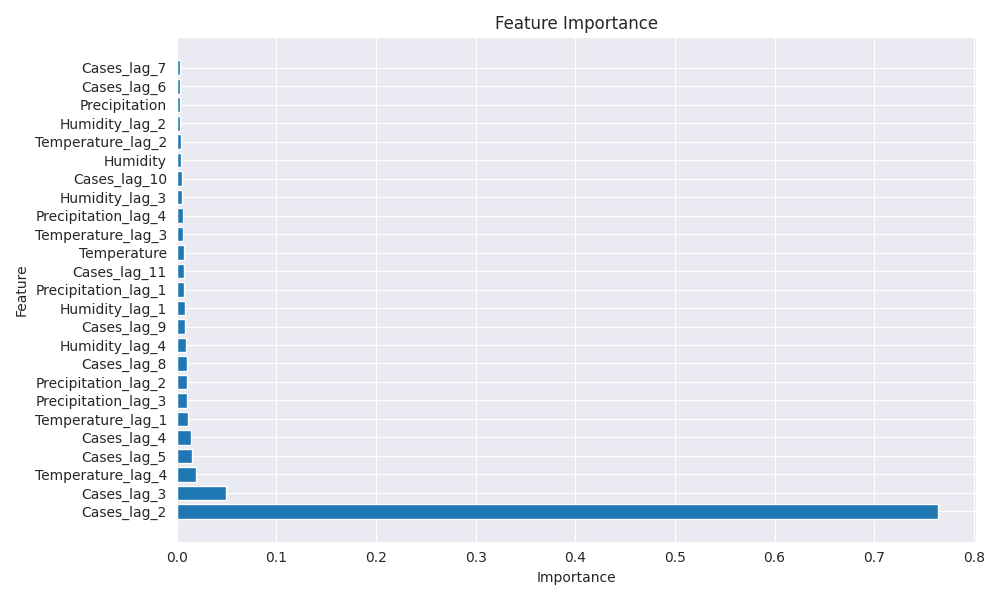 Feature Importance
Cases_lag_7
Cases_lag_6
Precipitation
Humidity_lag_2
Temperature_lag_2
Humidity
Cases_lag_10
Humidity_lag_3
Precipitation_lag_4
Temperature_lag_3
Temperature
Cases_lag_11
Precipitation_lag_1
Humidity_lag_1
Cases_lag_9
Humidity_lag_4
Cases_lag_8
Precipitation_lag_2
Precipitation_lag_3
Temperature_lag_1
Cases_lag_4
Cases_lag_5
Temperature_lag_4
Cases_lag_3
Cases_lag_2
Feature
0.0 0.1 0.2 0.3 0.4 0.5 0.6 0.7 0.8
Importance